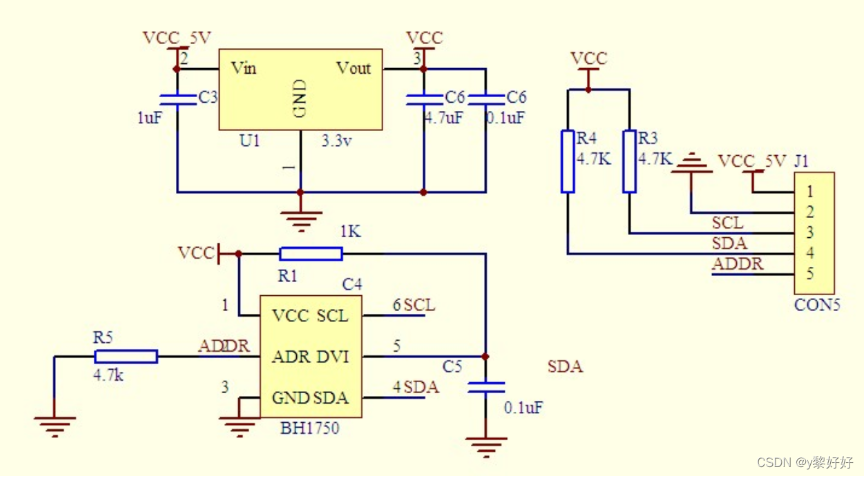 VCC_5V
2
Vin
Vout
GND
3
VCC
C3
1uF
U1
3.3v
1
C6
4.7uF
C6
0.1uF
VCC
R4
4.7K
R3
4.7K
VCC_5V
J1
1
2
SCL
3
SDA
4
ADDR
5
CON5
VCC
1K
R1
C4
1
VCC
SCL
6
SCL
R5
4.7k
ADDR
ADR
DVI
5
3
GND
SDA
4
SDA
BH1750
C5
0.1uF
SDA
CSDN @y黎好好